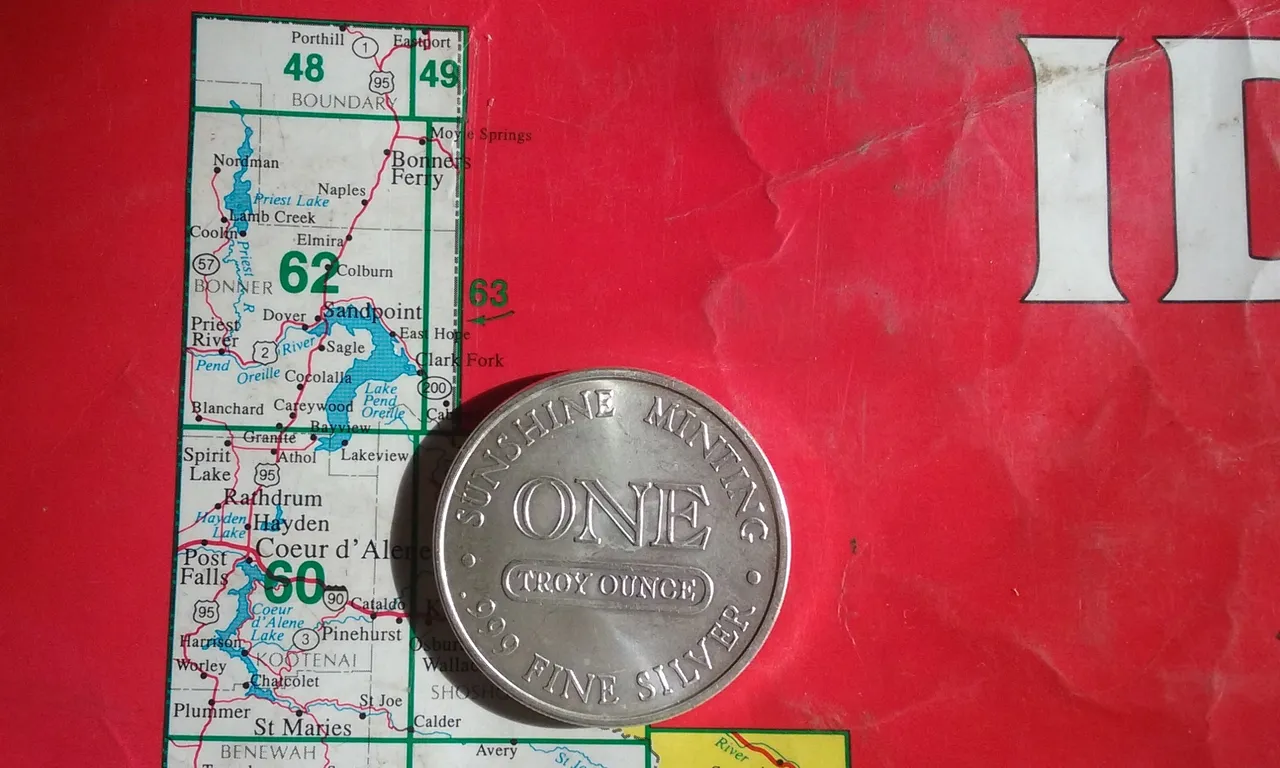 ID
Porthill
1
Eastport
48
95
49
BOUNDARY
Moyie Springs
Bonners
Ferry
Nordman
Naples
Priest Lake
Lamb Creek
Coolin
Elmira
Priest R
57
62
Colburn
BONNER
63
Dover
Sandpoint
Priest
River
East Hope
2
River
Sagle
Clark Fork
Pend
Oreille
Cocolalla
200
Lake
Pend
Oreille
Blanchard
Careywood
Granite
Bayview
Spirit
Lake
Athol
Lakeview
95
Rathdrum
Hayden
Lake
Hayden
Coeur d'Alene
Post
Falls
60
90
Cataldo
95
Coeur
d'Alene
Lake
3
Pinehurst
Harrison
KOOTENAI
Worley
Chatcolet
St Joe
Plummer
St Maries
Calder
BENEWAH
Avery
River
SUNSHINE MINTING
ONE
TROY OUNCE
.999 FINE SILVER